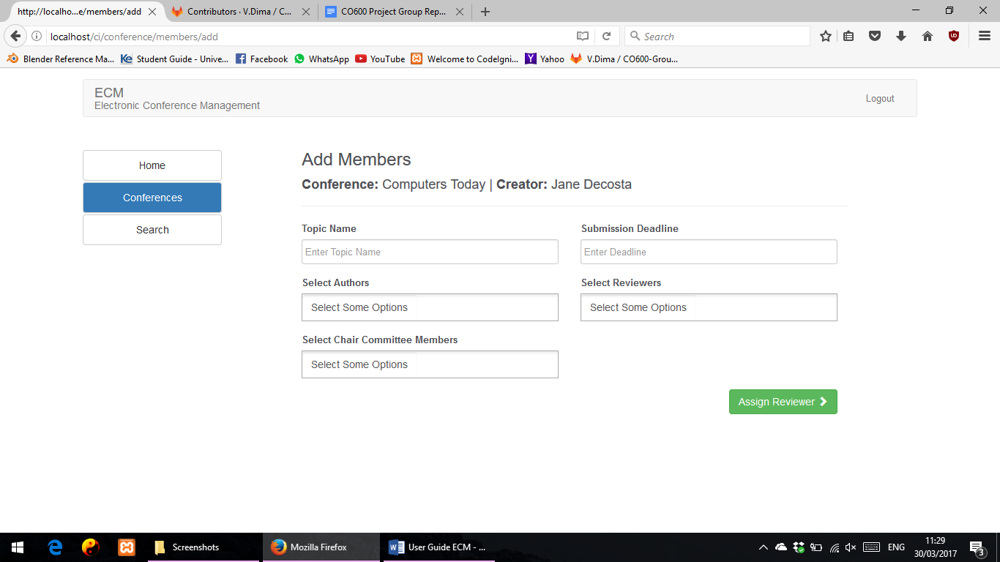 http://localho...e/members/add
Contributors · V.Dima / C...
CO600 Project Group Rep...
localhost/ci/conference/members/add
Search
Blender Reference Ma...
Student Guide - Unive...
Facebook
WhatsApp
YouTube
Welcome to CodeIgni...
Yahoo
V.Dima / CO600-Grou...
ECM
Electronic Conference Management
Logout
Home
Conferences
Search
Add Members
Conference: Computers Today | Creator: Jane Decosta
Topic Name
Submission Deadline
Enter Topic Name
Enter Deadline
Select Authors
Select Reviewers
Select Some Options
Select Some Options
Select Chair Committee Members
Select Some Options
Assign Reviewer
Screenshots
Mozilla Firefox
User Guide ECM - ...
ENG
11:29
30/03/2017
3